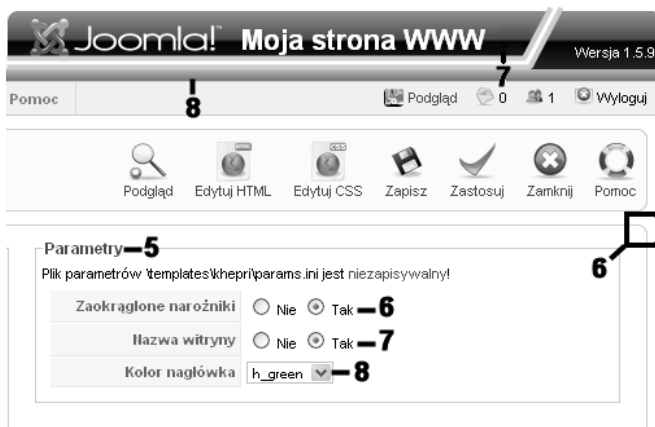 Joomla! Moja strona WWW
Wersja 1.5.9
7
8
Pomoc
Podgląd 0 1 Wyloguj
Podgląd Edytuj HTML Edytuj CSS Zapisz Zastosuj Zamknij Pomoc
Parametry 5
6
Plik parametrów \templates\khepri\params.ini jest niezapisywalny!
Zaokrąglone narożniki Nie Tak 6
Nazwa witryny Nie Tak 7
Kolor nagłówka h_green 8